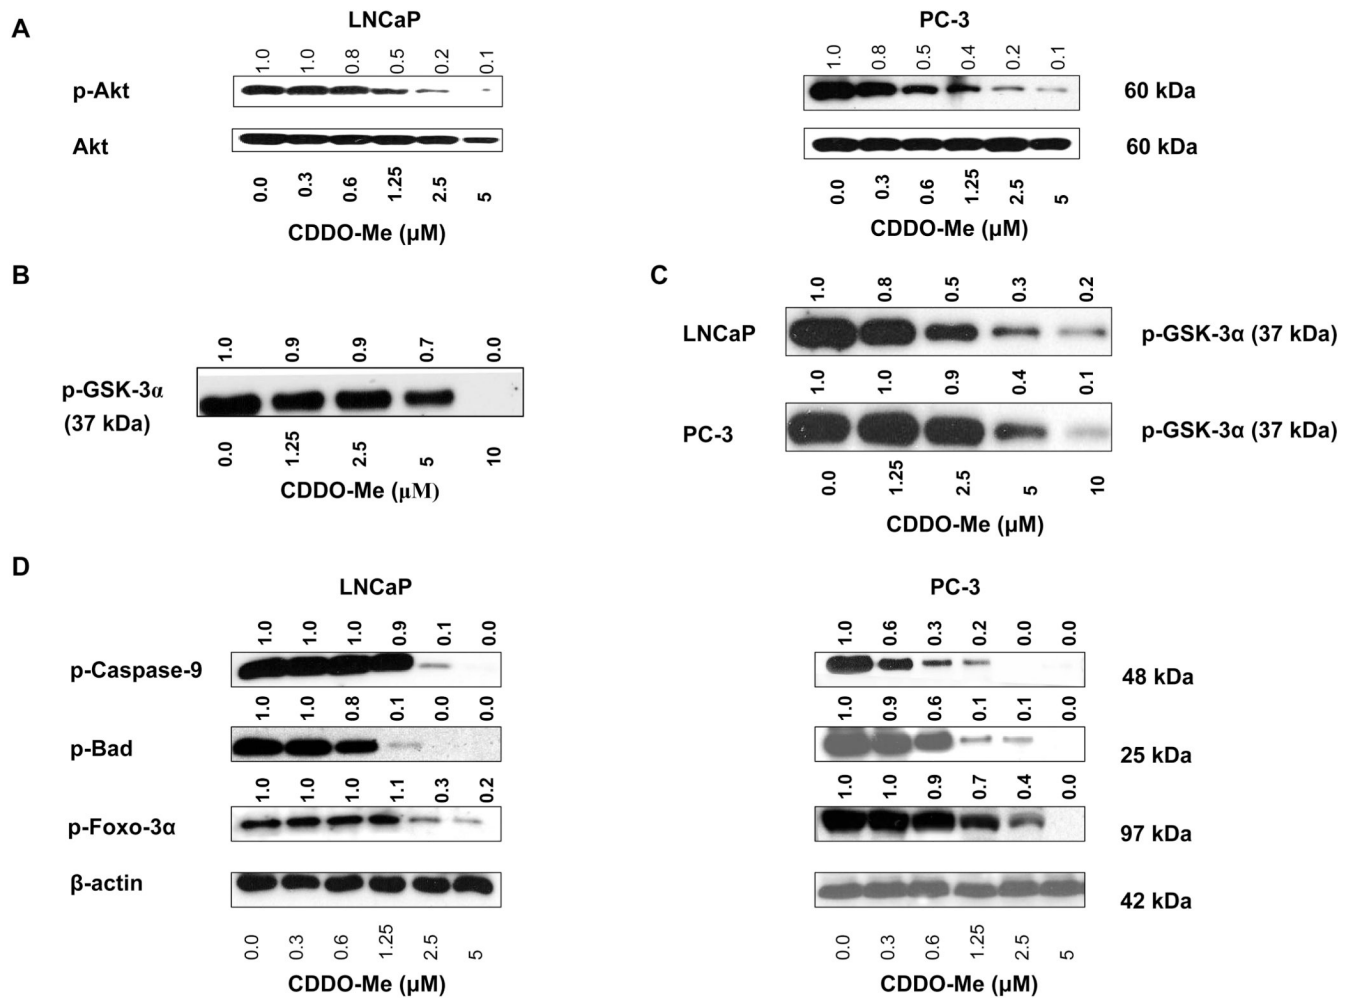 A
LNCaP
PC-3
1.0 1.0 0.8 0.5 0.2 0.1
1.0 0.8 0.5 0.4 0.2 0.1
p-Akt
60 kDa
Akt
60 kDa
0.0 0.3 0.6 1.25 2.5 5
0.0 0.3 0.6 1.25 2.5 5
CDDO-Me (µM)
CDDO-Me (µM)
B
1.0 0.9 0.9 0.7 0.0
p-GSK-3α
(37 kDa)
0.0 1.25 2.5 5 10
CDDO-Me (µM)
C
1.0 0.8 0.5 0.3 0.2
LNCaP p-GSK-3α (37 kDa)
1.0 1.0 0.9 0.4 0.1
PC-3 p-GSK-3α (37 kDa)
0.0 1.25 2.5 5 10
CDDO-Me (µM)
D
LNCaP
PC-3
1.0 1.0 1.0 0.9 0.1 0.0
1.0 0.6 0.3 0.2 0.0 0.0
p-Caspase-9
48 kDa
1.0 1.0 0.8 0.1 0.0 0.0
1.0 0.9 0.6 0.1 0.1 0.0
p-Bad
25 kDa
1.0 1.0 1.0 1.1 0.3 0.2
1.0 1.0 0.9 0.7 0.4 0.0
p-Foxo-3α
97 kDa
β-actin
42 kDa
0.0 0.3 0.6 1.25 2.5 5
0.0 0.3 0.6 1.25 2.5 5
CDDO-Me (µM)
CDDO-Me (µM)